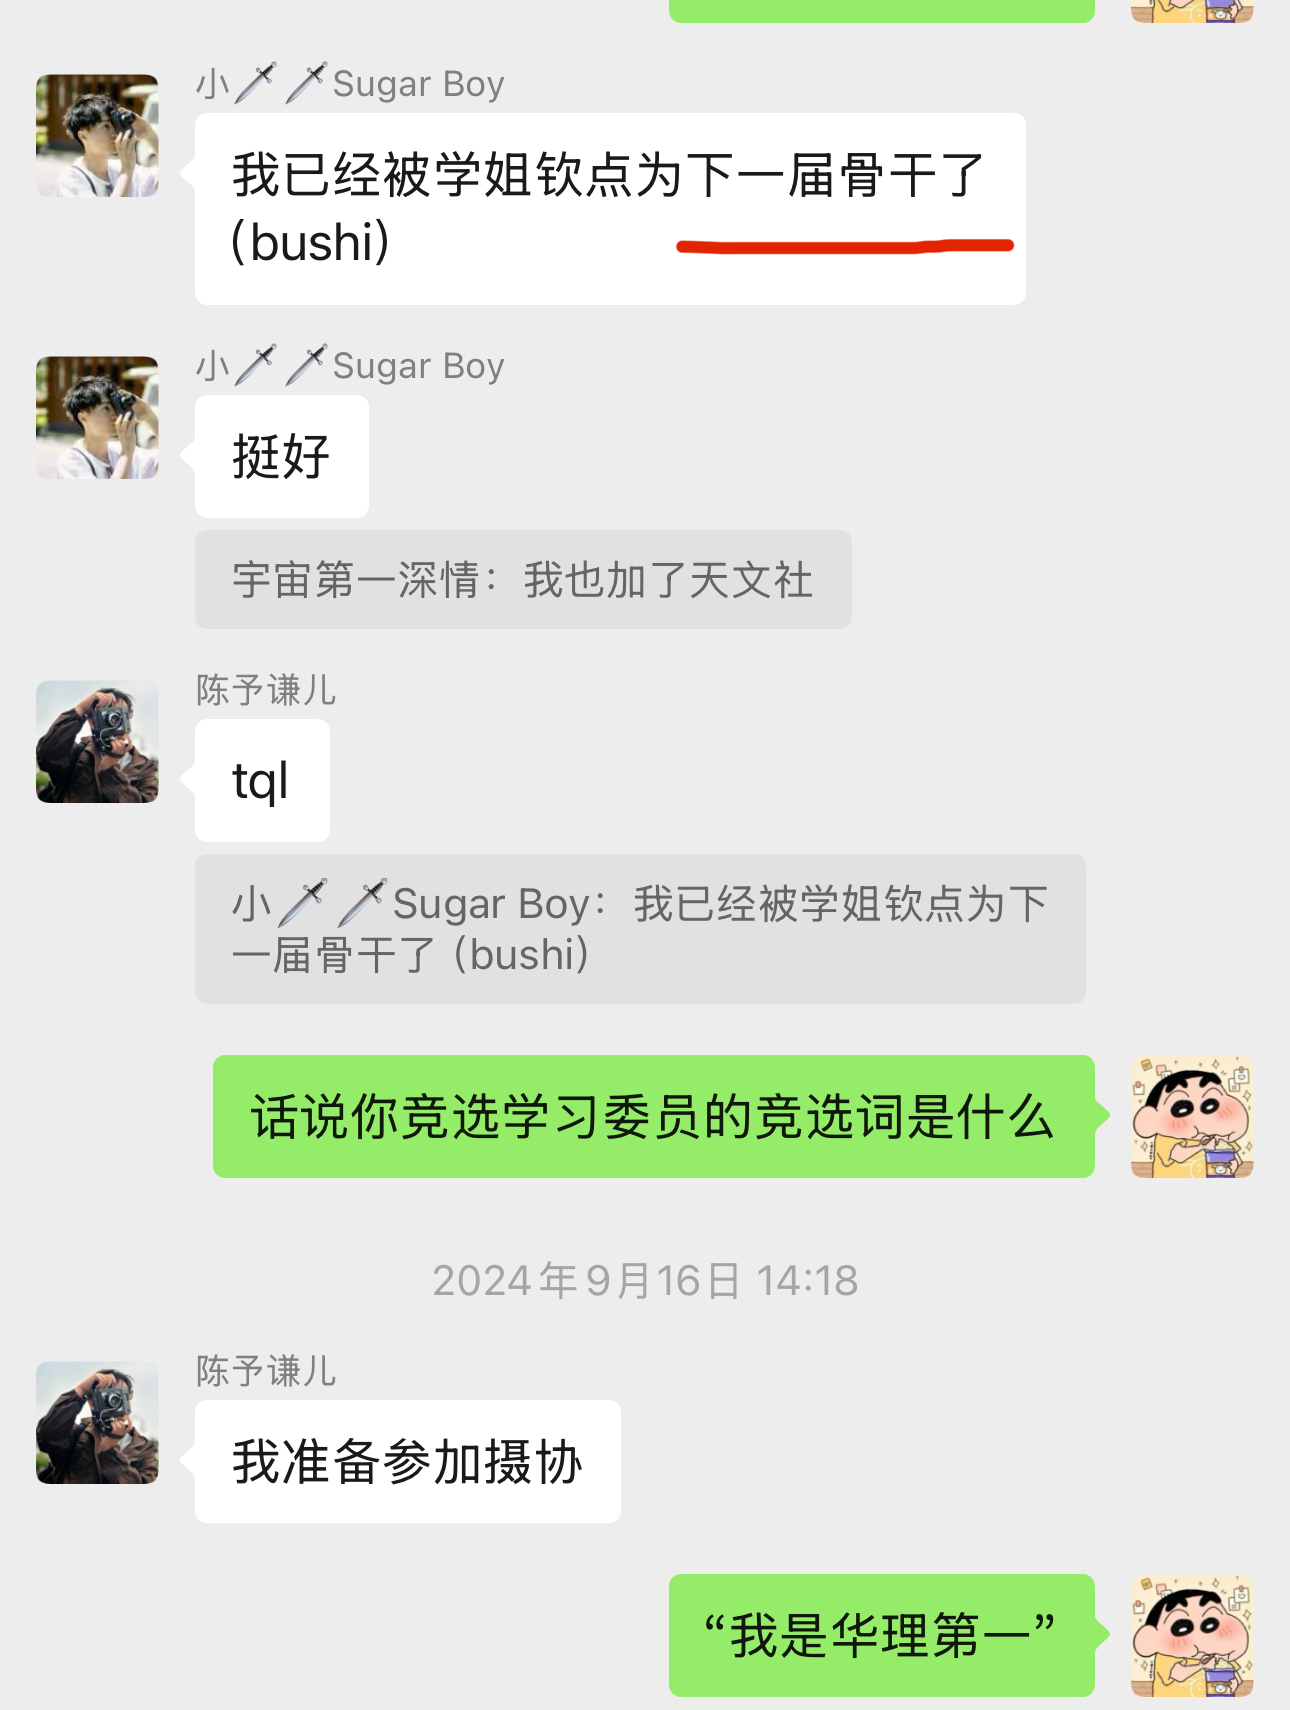 小🗡️🗡️Sugar Boy
我已经被学姐钦点为下一届骨干了
(bushi)
小🗡️🗡️Sugar Boy
挺好
宇宙第一深情：我也加了天文社
陈予谦儿
tql
小🗡️🗡️Sugar Boy：我已经被学姐钦点为下
一届骨干了 (bushi)
话说你竞选学习委员的竞选词是什么
2024年9月16日 14:18
陈予谦儿
我准备参加摄协
“我是华理第一”